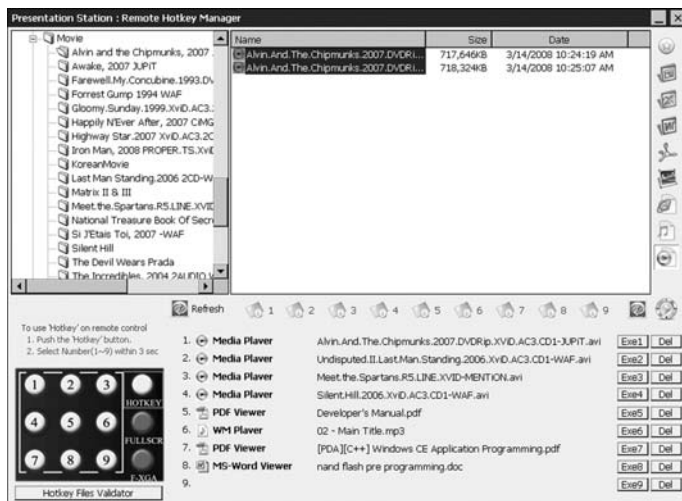 Presentation Station : Remote Hotkey Manager
Movie
Alvin and the Chipmunks, 2007
Awake, 2007 JUPiT
Farewell.My.Concubine.1993.DV
Forrest Gump 1994 WAF
Gloomy.Sunday.1999.XviD.AC3.
Happily N'Ever After, 2007 CiMG
Highway Star.2007 XviD.AC3.2C
Iron Man, 2008 PROPER.TS.Xvi
KoreanMovie
Last Man Standing.2006 2CD-W
Matrix II & III
Meet.the.Spartans.R5.LINE.XVID
National Treasure Book Of Secr
Si J'Etais Toi, 2007 -WAF
Silent Hill
The Devil Wears Prada
The Incredibles, 2004 2AUDIO
Name Size Date
Alvin.And.The.Chipmunks.2007.DVDRi... 717,646KB 3/14/2008 10:24:19 AM
Alvin.And.The.Chipmunks.2007.DVDRi... 718,324KB 3/14/2008 10:25:07 AM
Refresh 1 2 3 4 5 6 7 8 9
To use 'Hotkey' on remote control
1. Push the 'Hotkey' button.
2. Select Number(1~9) within 3 sec
1 2 3
HOTKEY
4 5 6
FULLSCR
7 8 9
F-XGA
Hotkey Files Validator
1. Media Player Alvin.And.The.Chipmunks.2007.DVDRip.XViD.AC3.CD1-JUPiT.avi Exe1 Del
2. Media Player Undisputed.II.Last.Man.Standing.2006.XviD.AC3.CD1-WAF.avi Exe2 Del
3. Media Player Meet.the.Spartans.R5.LINE.XVID-MENTiON.avi Exe3 Del
4. Media Player Silent.Hill.2006.XviD.AC3.CD1-WAF.avi Exe4 Del
5. PDF Viewer Developer's Manual.pdf Exe5 Del
6. WM Player 02 - Main Title.mp3 Exe6 Del
7. PDF Viewer [PDA][C++] Windows CE Application Programming.pdf Exe7 Del
8. MS-Word Viewer nand flash pre programming.doc Exe8 Del
9. Exe9 Del